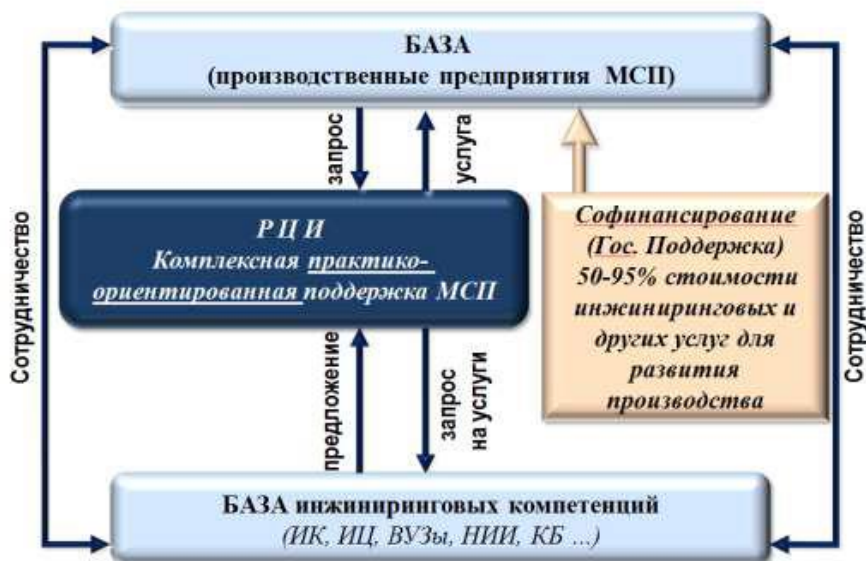 БАЗА
(производственные предприятия МСП)
запрос
услуга
Сотрудничество
Р Ц И
Комплексная практико-
ориентированная поддержка МСП
Софинансирование
(Гос. Поддержка)
50-95% стоимости
инжиниринговых и
других услуг для
развития
производства
Сотрудничество
предложение
запрос
на услуги
БАЗА инжиниринговых компетенций
(ИК, ИЦ, ВУЗы, НИИ, КБ ...)